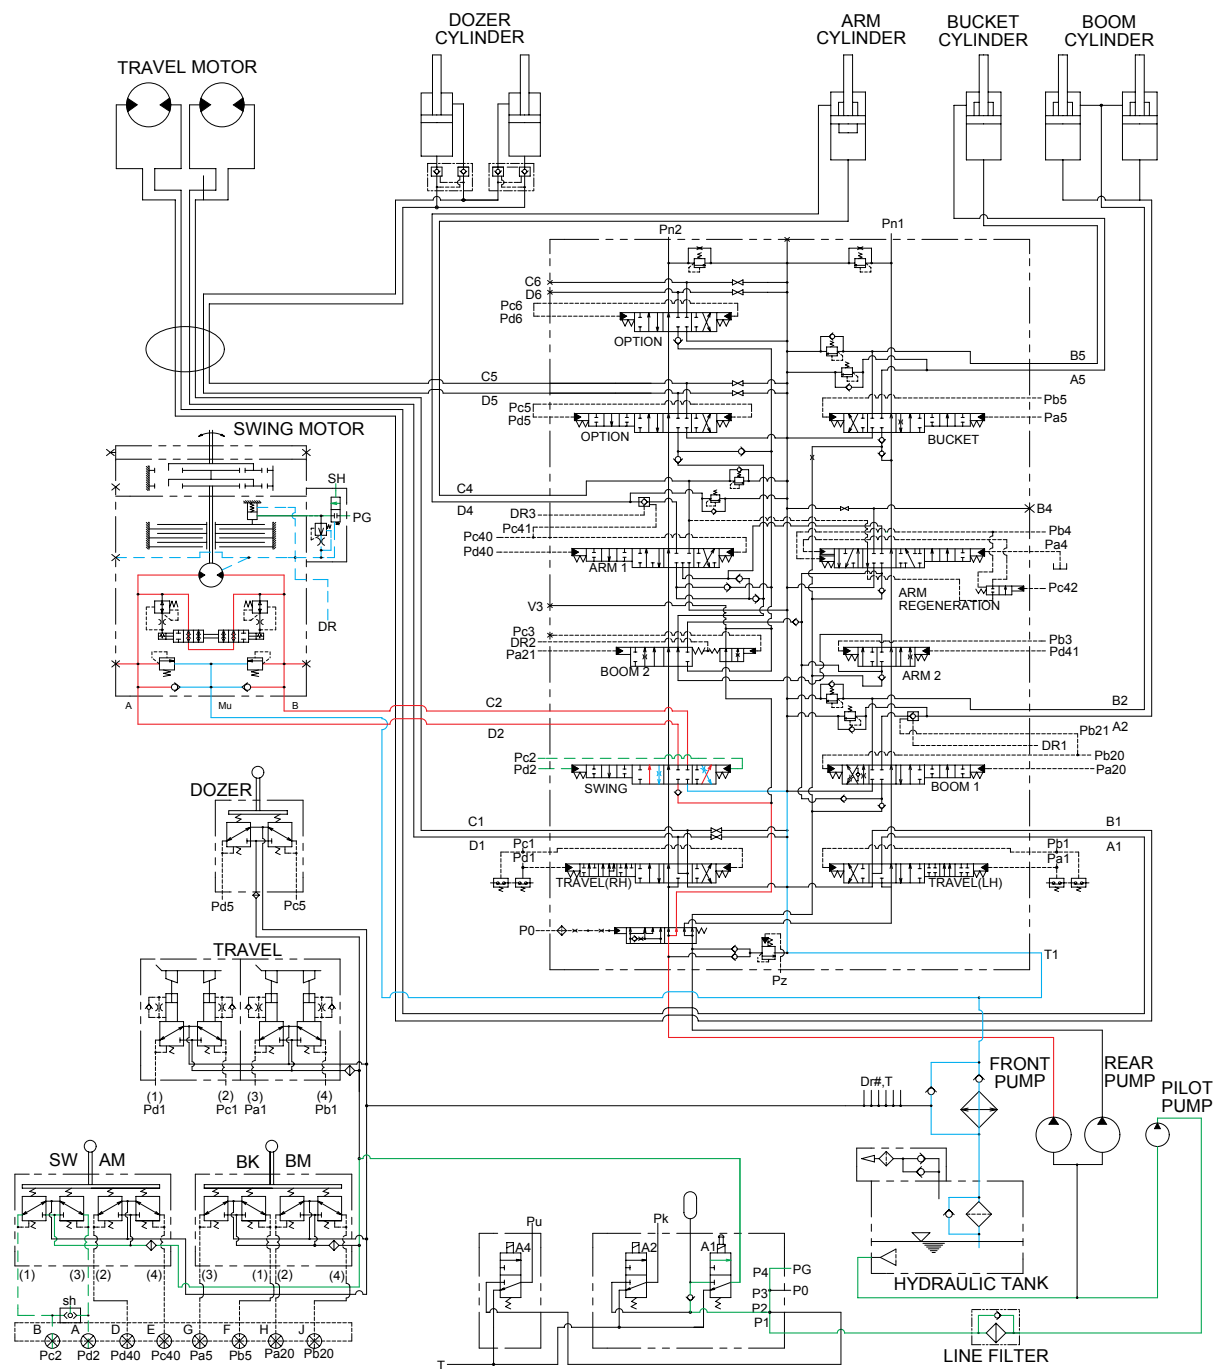 DOZER
CYLINDER
ARM
CYLINDER
BUCKET
CYLINDER
BOOM
CYLINDER
TRAVEL MOTOR
Pn2
Pn1
C6
D6
Pc6
Pd6
OPTION
B5
A5
C5
D5
Pc5
Pd5
OPTION
Pb5
Pa5
BUCKET
SWING MOTOR
SH
PG
C4
D4
DR3
Pc41
Pc40
Pd40
ARM 1
B4
Pb4
Pa4
ARM
REGENERATION
Pc42
V3
DR
Pc3
DR2
Pa21
BOOM 2
Pb3
Pd41
ARM 2
A
Mu
B
C2
D2
B2
A2
Pb21
DR1
Pc2
Pd2
SWING
Pb20
Pa20
BOOM 1
DOZER
Pd5
Pc5
C1
D1
Pc1
Pd1
TRAVEL(RH)
B1
A1
Pb1
Pa1
TRAVEL(LH)
P0
Pz
T1
TRAVEL
(1)
Pd1
(2)
Pc1
(3)
Pa1
(4)
Pb1
Dr#,T
FRONT
PUMP
REAR
PUMP
PILOT
PUMP
SW
AM
BK
BM
(1)
(3)
(2)
(4)
(3)
(1)
(2)
(4)
Pu
A4
Pk
A2
A1
P4
PG
P3
P0
P2
P1
HYDRAULIC TANK
sh
B
A
D
E
G
F
H
J
Pc2
Pd2
Pd40
Pc40
Pa5
Pb5
Pa20
Pb20
T
LINE FILTER